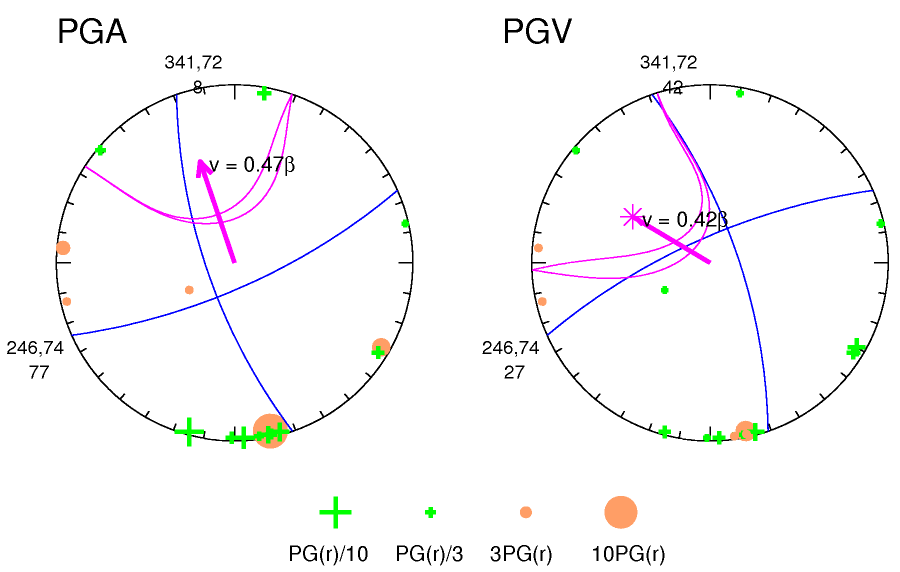 PGA
PGV
341,72
8
341,72
42
v = 0.47β
v = 0.42β
246,74
77
246,74
27
PG(r)/10
PG(r)/3
3PG(r)
10PG(r)